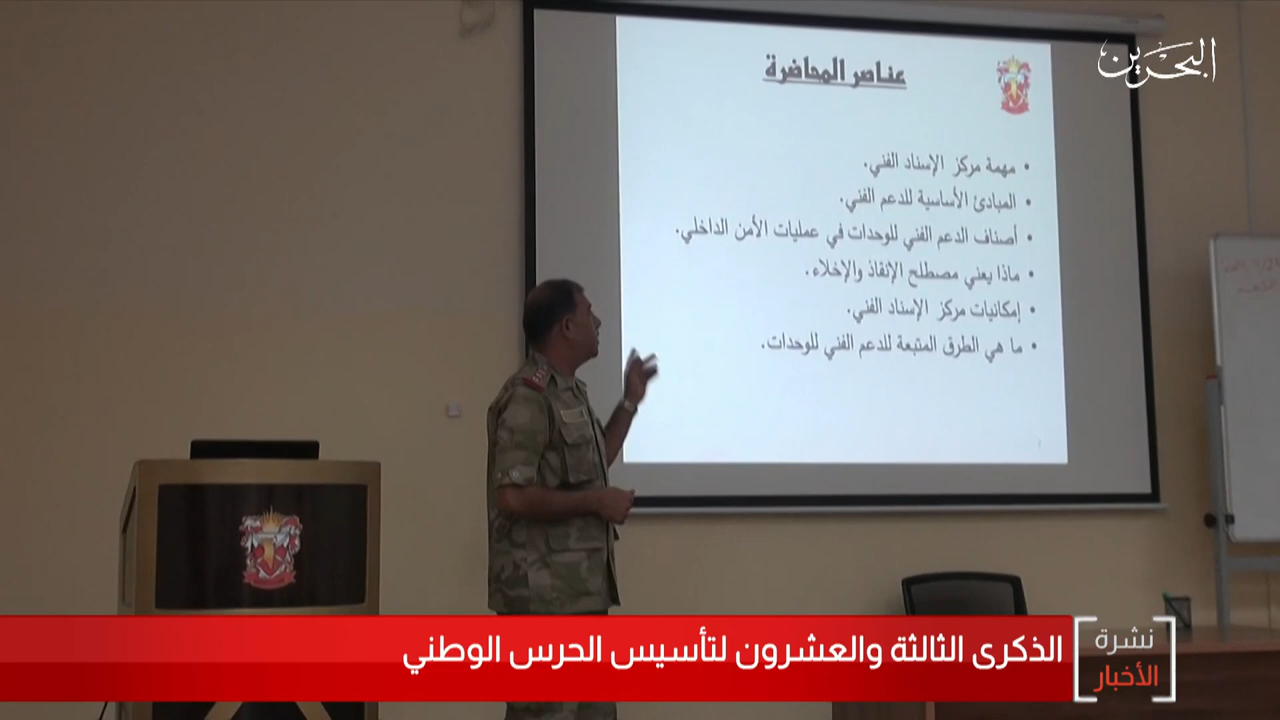 البحرين
عناصر المحاضرة
• مهمة مركز الإسناد الفني.
• المبادئ الأساسية للدعم الفني.
• أصناف الدعم الفني للوحدات في عمليات الأمن الداخلي.
• ماذا يعني مصطلح الإنقاذ والإخلاء.
• إمكانيات مركز الإسناد الفني.
• ما هي الطرق المتبعة للدعم الفني للوحدات.
نشرة
الأخبار
الذكرى الثالثة والعشرون لتأسيس الحرس الوطني